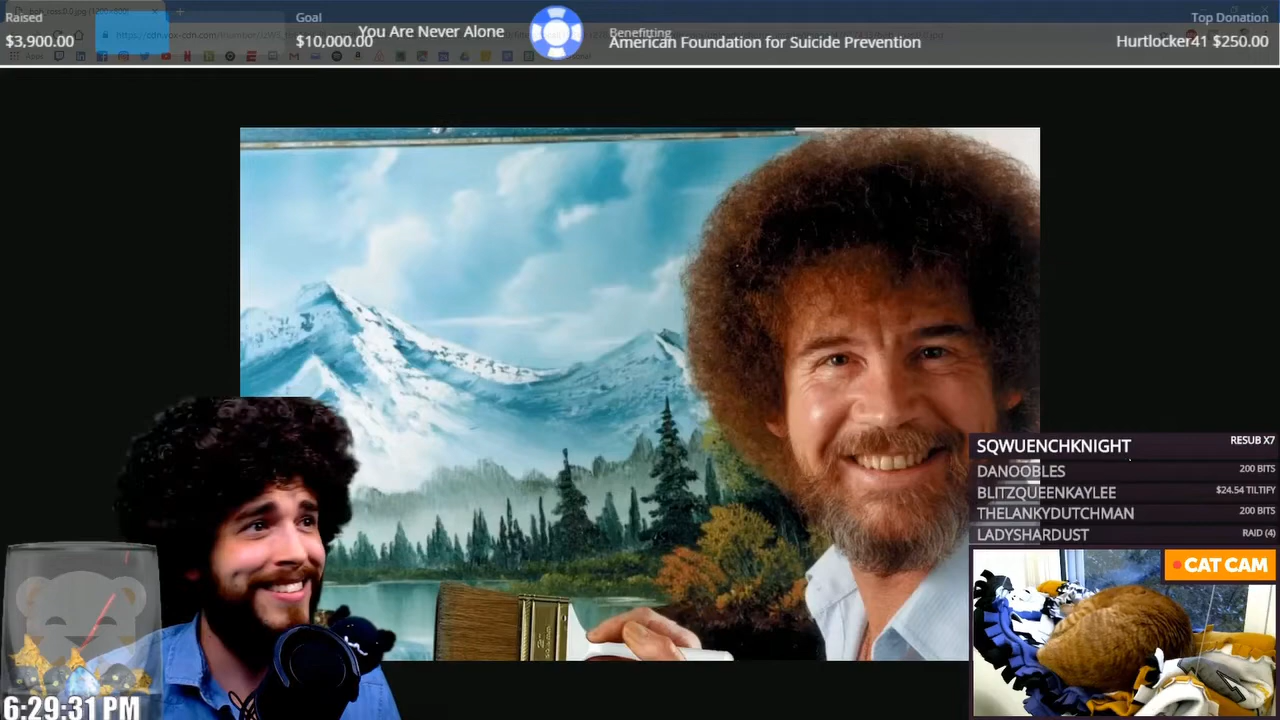 Raised
$3,900.00
Goal
$10,000.00
You Are Never Alone
Benefitting
American Foundation for Suicide Prevention
Top Donation
Hurtlocker41 $250.00
SQWUENCHKNIGHT RESUB X7
DANOOBLES 200 BITS
BLITZQUEENKAYLEE $24.54 TILTIFY
THELANKYDUTCHMAN 200 BITS
LADYSHARDUST RAID (4)
CAT CAM
6:29:31 PM